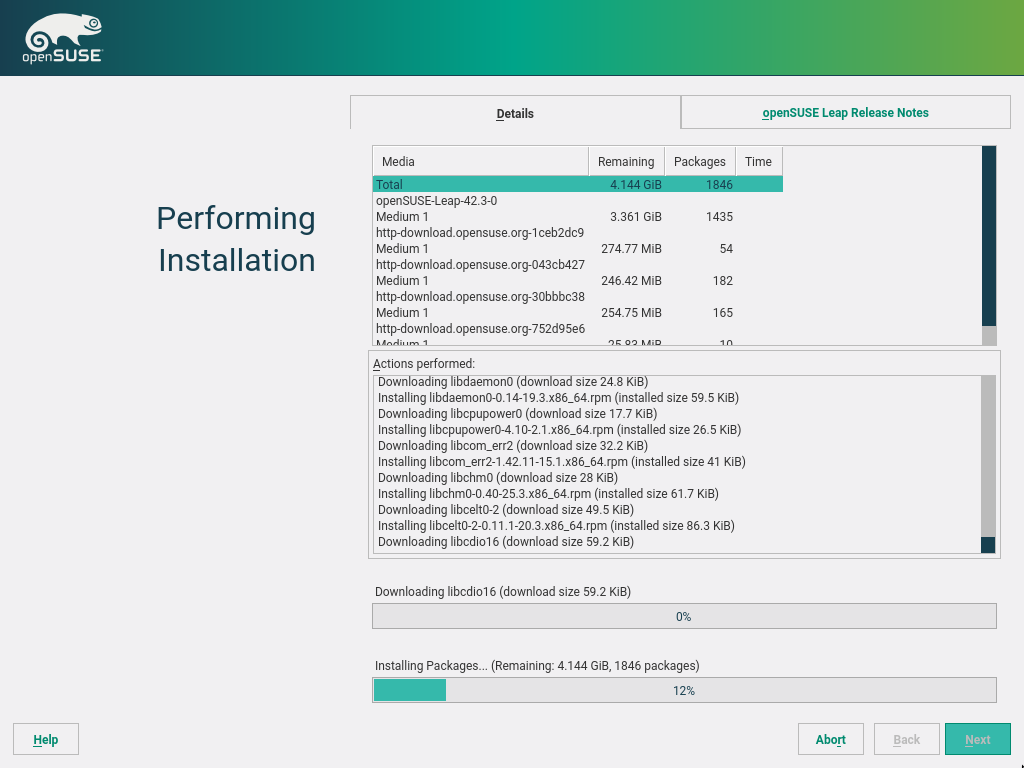 openSUSE
Details
openSUSE Leap Release Notes
Performing
Installation
Media Remaining Packages Time
Total 4.144 GiB 1846
openSUSE-Leap-42.3-0
Medium 1 3.361 GiB 1435
http-download.opensuse.org-1ceb2dc9
Medium 1 274.77 MiB 54
http-download.opensuse.org-043cb427
Medium 1 246.42 MiB 182
http-download.opensuse.org-30bbbc38
Medium 1 254.75 MiB 165
http-download.opensuse.org-752d95e6
Medium 1 25.83 MiB 10
Actions performed:
Downloading libdaemon0 (download size 24.8 KiB)
Installing libdaemon0-0.14-19.3.x86_64.rpm (installed size 59.5 KiB)
Downloading libcpupower0 (download size 17.7 KiB)
Installing libcpupower0-4.10-2.1.x86_64.rpm (installed size 26.5 KiB)
Downloading libcom_err2 (download size 32.2 KiB)
Installing libcom_err2-1.42.11-15.1.x86_64.rpm (installed size 41 KiB)
Downloading libchm0 (download size 28 KiB)
Installing libchm0-0.40-25.3.x86_64.rpm (installed size 61.7 KiB)
Downloading libcelt0-2 (download size 49.5 KiB)
Installing libcelt0-2-0.11.1-20.3.x86_64.rpm (installed size 86.3 KiB)
Downloading libcdio16 (download size 59.2 KiB)
Downloading libcdio16 (download size 59.2 KiB)
0%
Installing Packages... (Remaining: 4.144 GiB, 1846 packages)
12%
Help
Abort
Back
Next